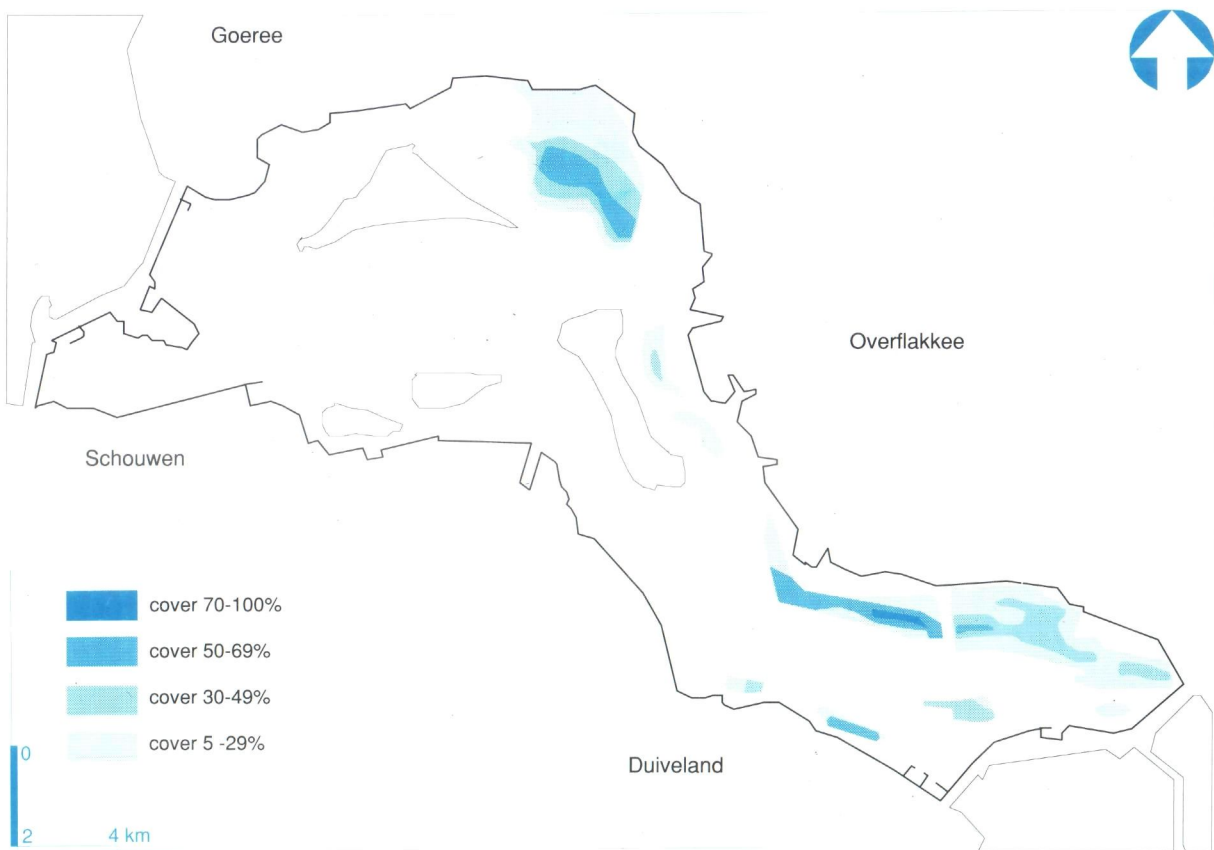 Goeree
Overflakkee
Schouwen
cover 70-100%
cover 50-69%
cover 30-49%
cover 5 -29%
0
Duiveland
2 4 km